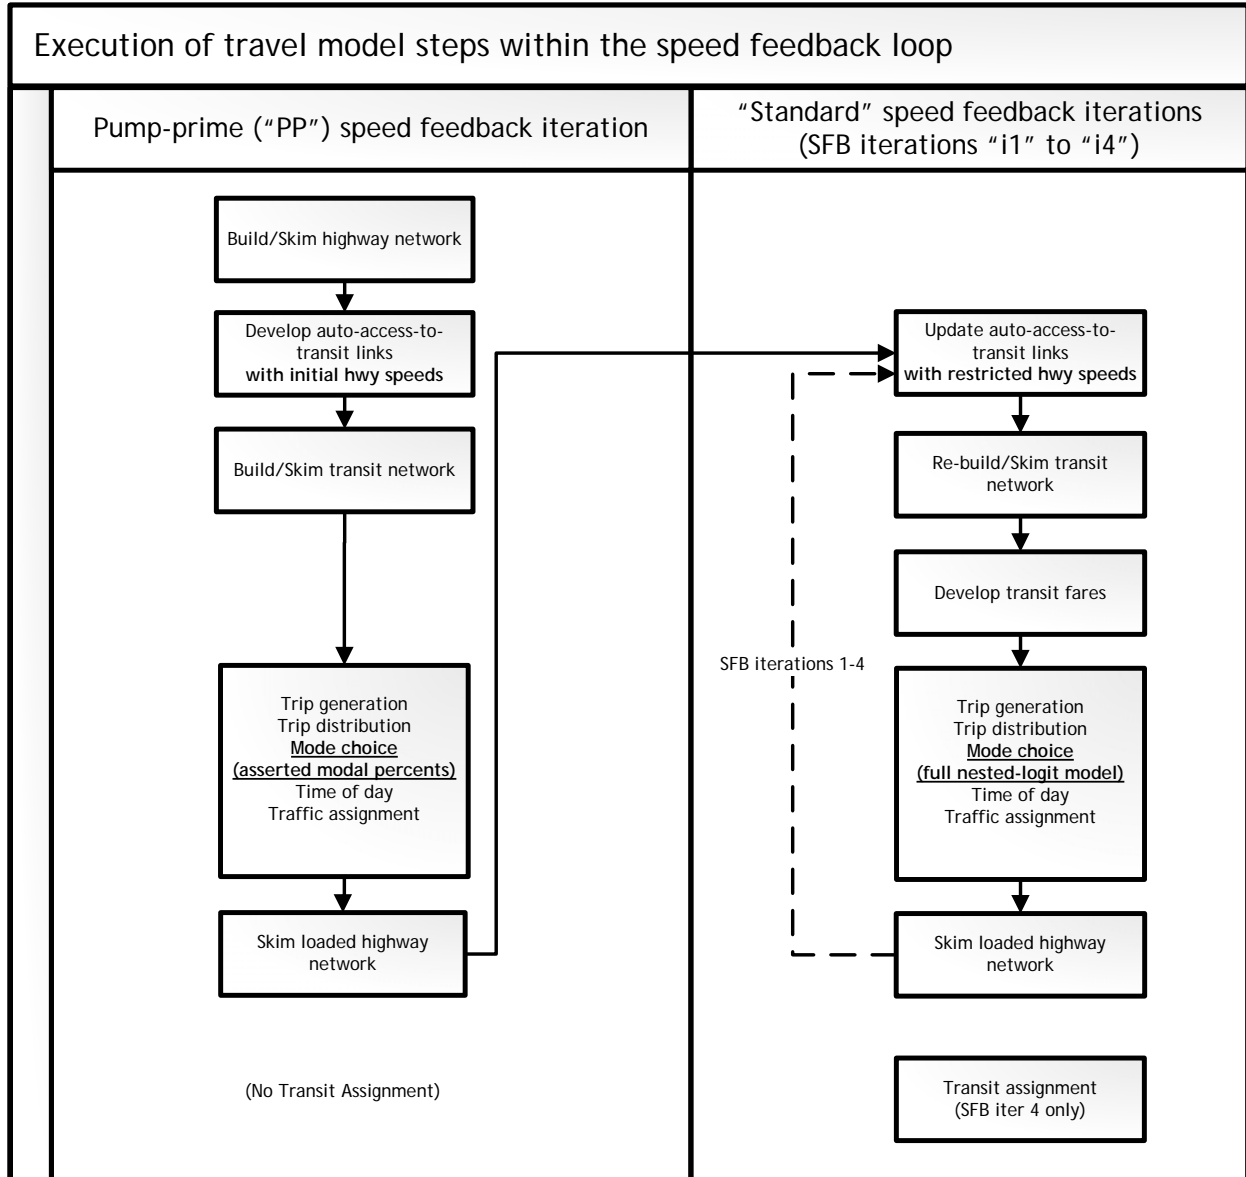 Execution of travel model steps within the speed feedback loop
Pump-prime (“PP”) speed feedback iteration
“Standard” speed feedback iterations
(SFB iterations “i1” to “i4”)
Build/Skim highway network
Develop auto-access-to-
transit links
with initial hwy speeds
Build/Skim transit network
Trip generation
Trip distribution
Mode choice
(asserted modal percents)
Time of day
Traffic assignment
Skim loaded highway
network
(No Transit Assignment)
Update auto-access-to-
transit links
with restricted hwy speeds
Re-build/Skim transit
network
Develop transit fares
SFB iterations 1-4
Trip generation
Trip distribution
Mode choice
(full nested-logit model)
Time of day
Traffic assignment
Skim loaded highway
network
Transit assignment
(SFB iter 4 only)